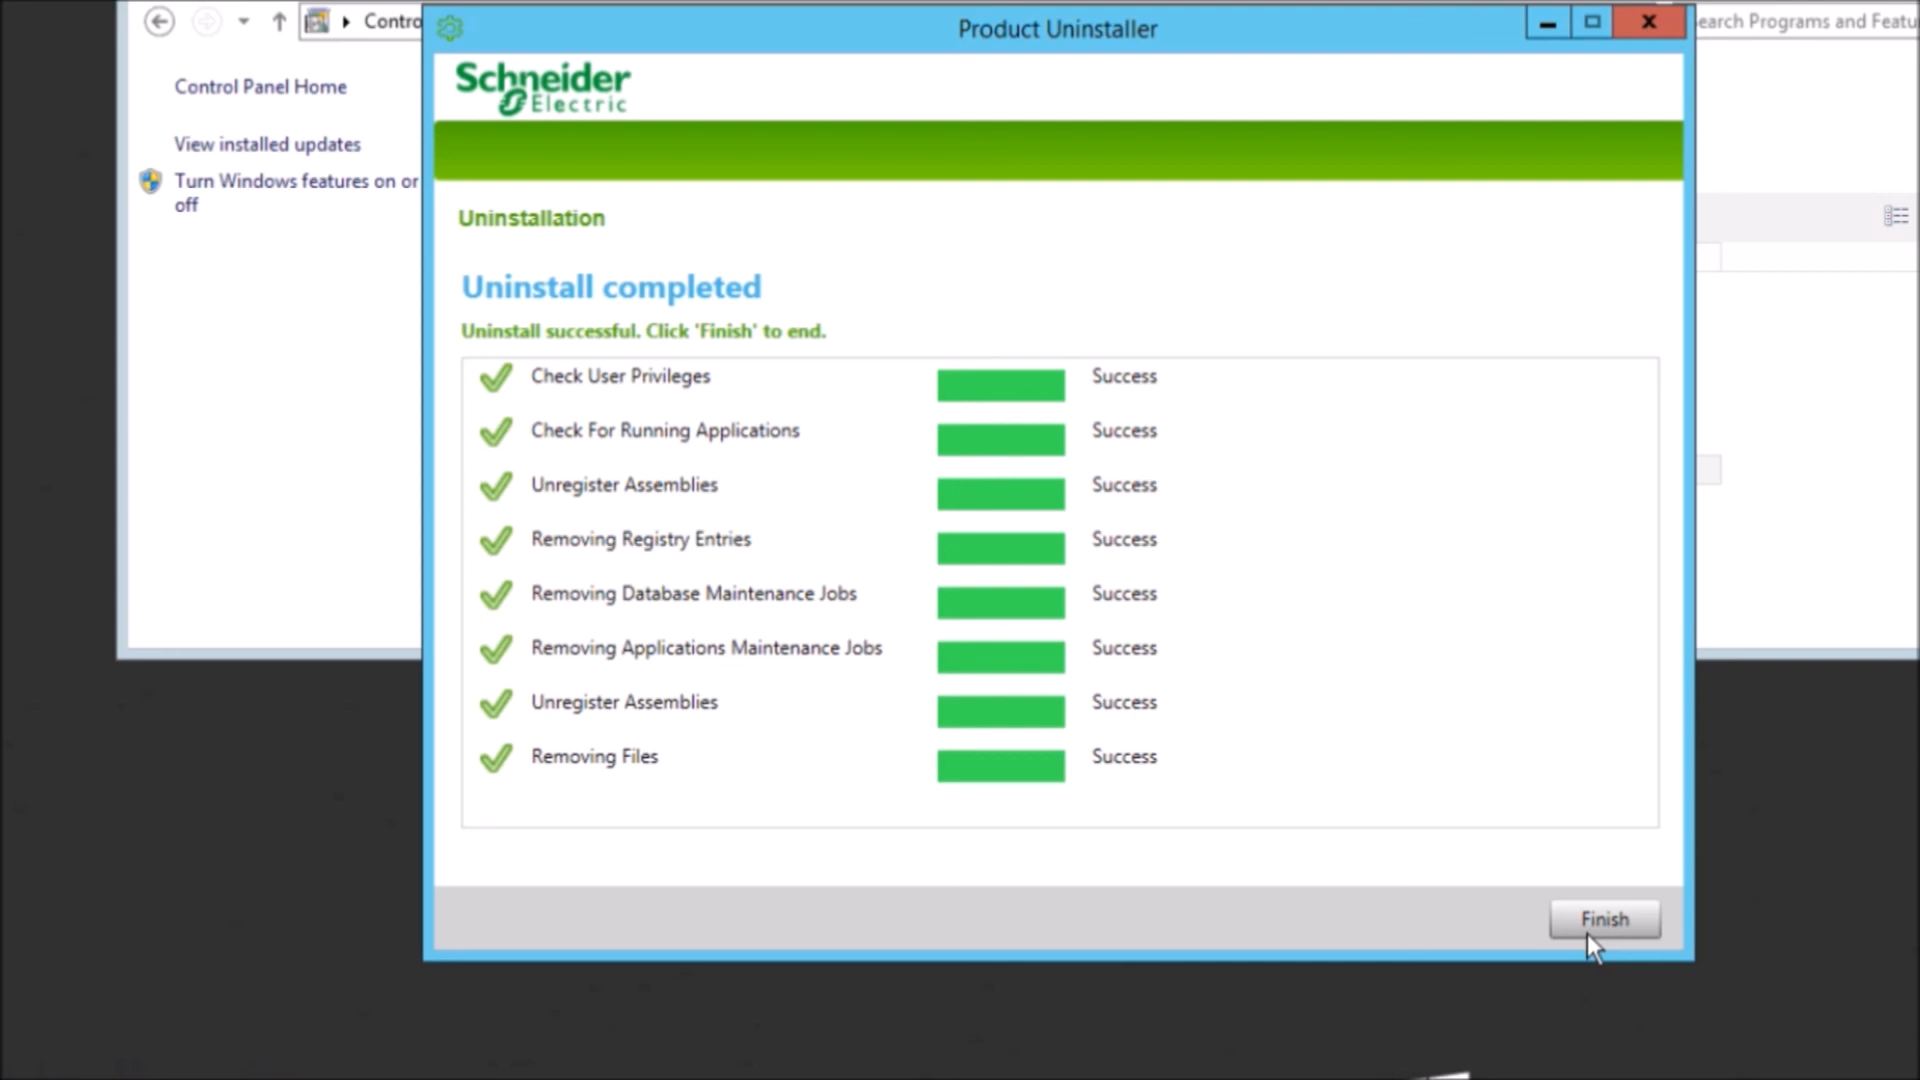 Product Uninstaller
Contro
earch Programs and Featu
Control Panel Home
View installed updates
Turn Windows features on or
off
Schneider
Electric
Uninstallation
Uninstall completed
Uninstall successful. Click 'Finish' to end.
Check User Privileges Success
Check For Running Applications Success
Unregister Assemblies Success
Removing Registry Entries Success
Removing Database Maintenance Jobs Success
Removing Applications Maintenance Jobs Success
Unregister Assemblies Success
Removing Files Success
Finish